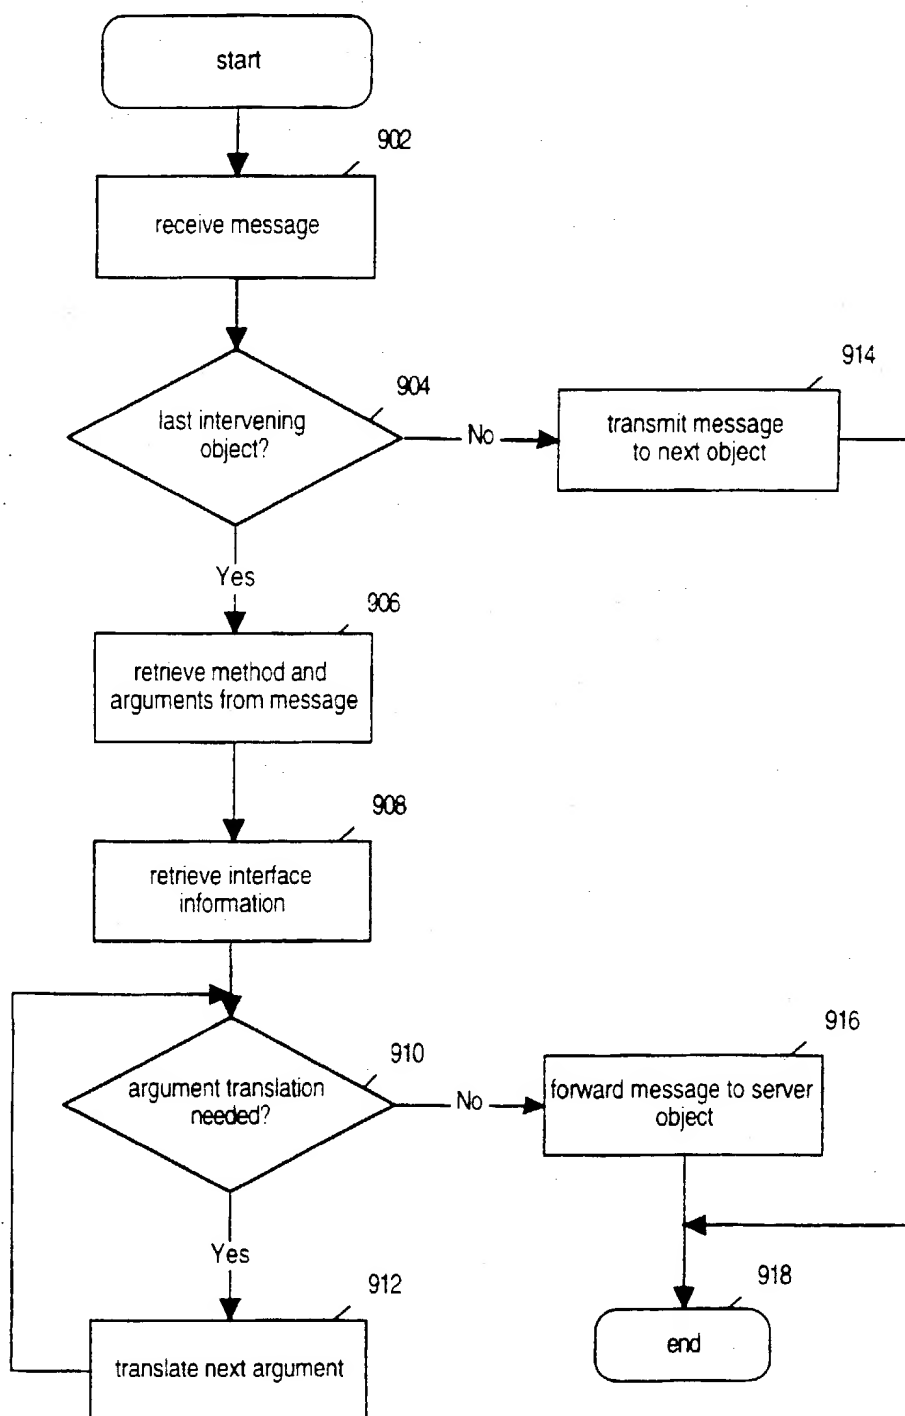 start
902
receive message
904
last intervening
object?
No
914
transmit message
to next object
Yes
906
retrieve method and
arguments from message
908
retrieve interface
information
910
argument translation
needed?
No
916
forward message to server
object
Yes
912
translate next argument
918
end